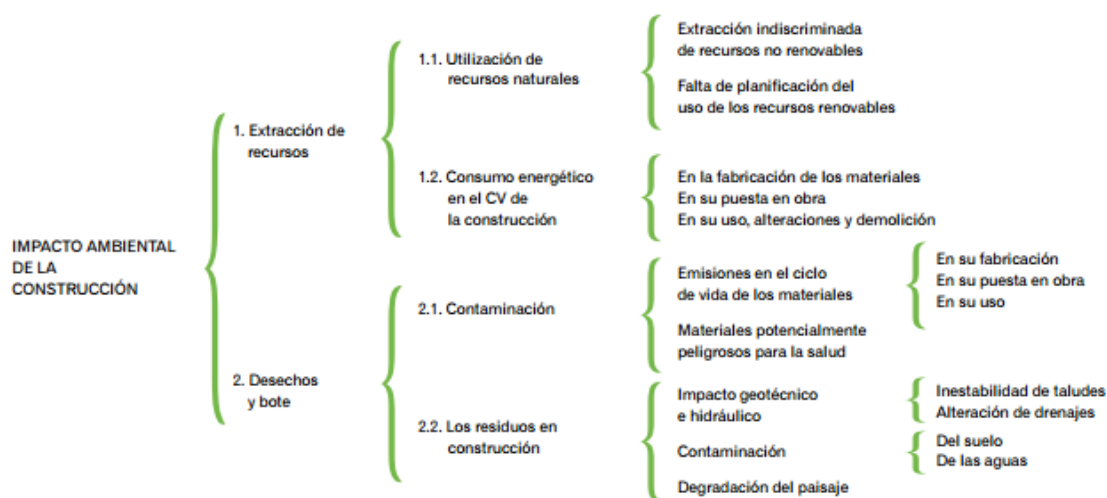 IMPACTO AMBIENTAL
DE LA
CONSTRUCCIÓN
1. Extracción de
recursos
1.1. Utilización de
recursos naturales
Extracción indiscriminada
de recursos no renovables
Falta de planificación del
uso de los recursos renovables
1.2. Consumo energético
en el CV de
la construcción
En la fabricación de los materiales
En su puesta en obra
En su uso, alteraciones y demolición
2. Desechos
y bote
2.1. Contaminación
Emisiones en el ciclo
de vida de los materiales
En su fabricación
En su puesta en obra
En su uso
Materiales potencialmente
peligrosos para la salud
2.2. Los residuos en
construcción
Impacto geotécnico
e hidráulico
Inestabilidad de taludes
Alteración de drenajes
Contaminación
Del suelo
De las aguas
Degradación del paisaje